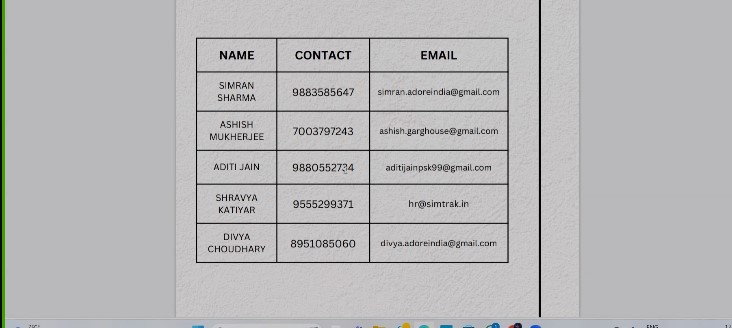 NAME CONTACT EMAIL
SIMRAN
SHARMA
9883585647 simran.adoreindia@gmail.com
ASHISH
MUKHERJEE
7003797243 ashish.garghouse@gmail.com
ADITI JAIN 9880552734 aditijainpsk99@gmail.com
SHRAVYA
KATIYAR
9555299371 hr@simtrak.in
DIVYA
CHOUDHARY
8951085060 divya.adoreindia@gmail.com
ENG